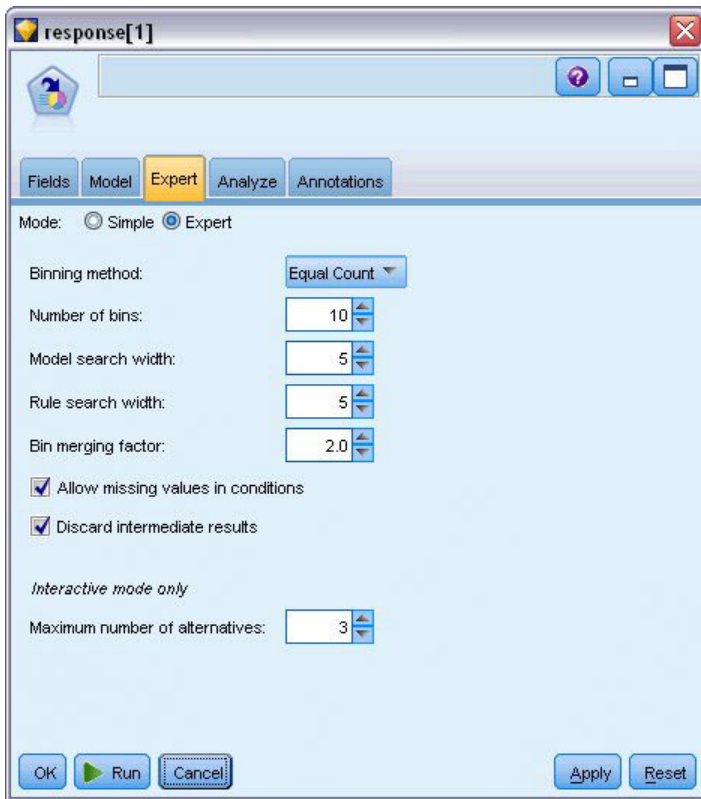 response[1]
Fields Model Expert Analyze Annotations
Mode: Simple Expert
Binning method: Equal Count
Number of bins: 10
Model search width: 5
Rule search width: 5
Bin merging factor: 2.0
Allow missing values in conditions
Discard intermediate results
Interactive mode only
Maximum number of alternatives: 3
OK Run Cancel Apply Reset